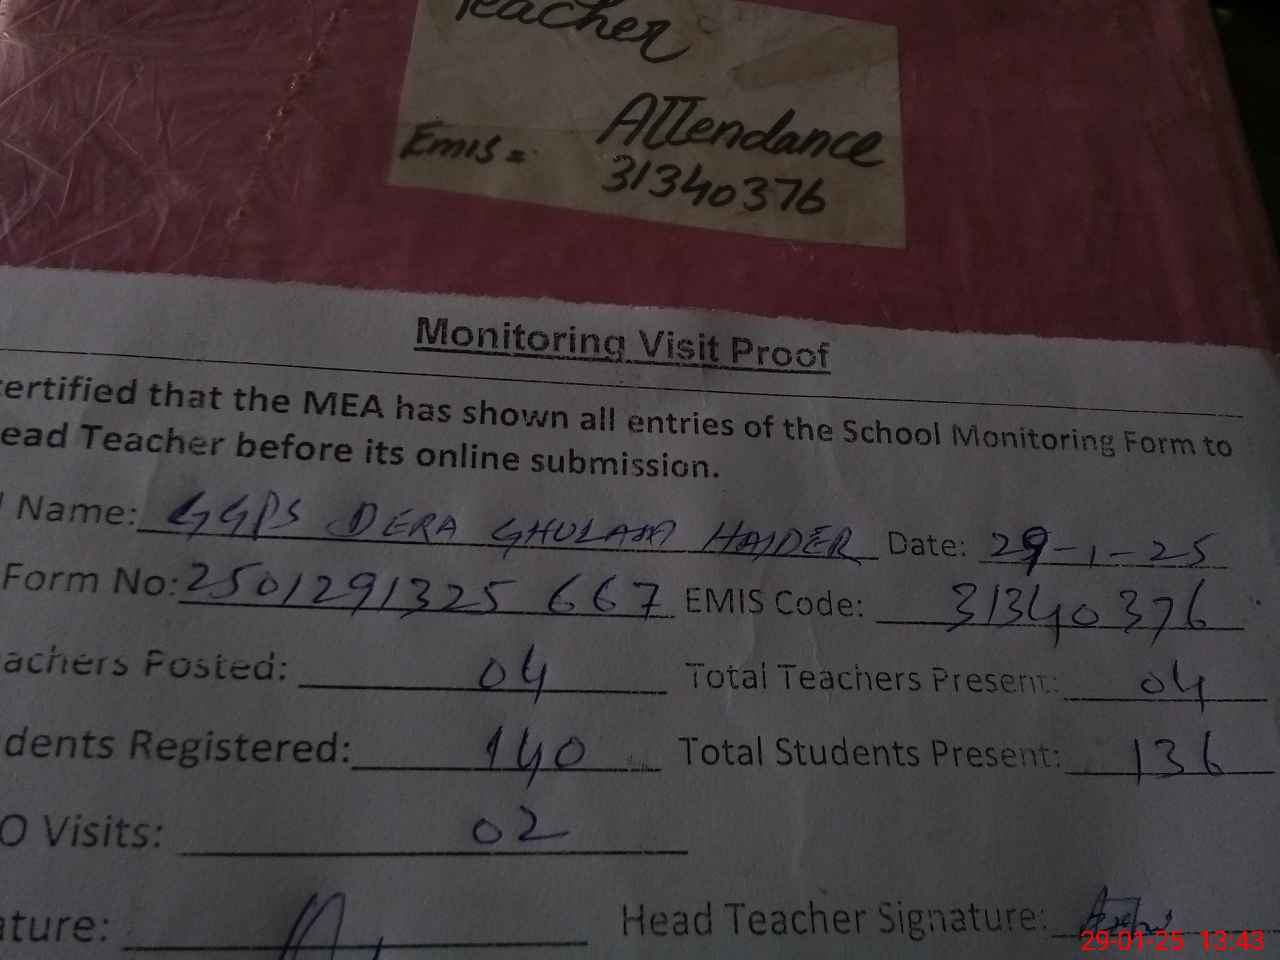 Teacher
Attendance
Emis = 31340376
Monitoring Visit Proof
ertified that the MEA has shown all entries of the School Monitoring Form to
ead Teacher before its online submission.
l Name: GGPS DERA GHULAM HAIDER Date: 29-1-25
Form No: 2501291325 667 EMIS Code: 31340376
achers Posted: 04 Total Teachers Present: 04
dents Registered: 140 Total Students Present: 136
O Visits: 02
ature: Head Teacher Signature:
29-01-25 13:43